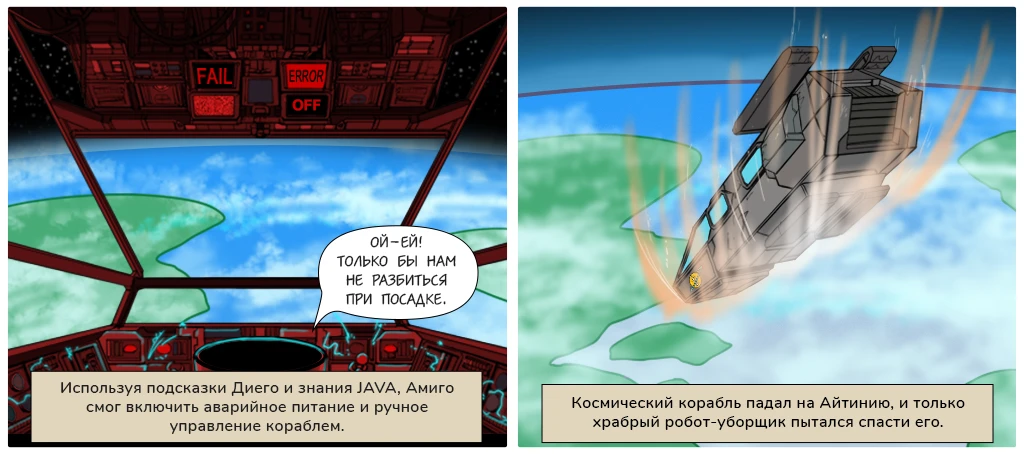 FAIL
ERROR
OFF
ОЙ-ЕЙ!
ТОЛЬКО БЫ НАМ
НЕ РАЗБИТЬСЯ
ПРИ ПОСАДКЕ.
Используя подсказки Диего и знания JAVA, Амиго
смог включить аварийное питание и ручное
управление кораблем.
Космический корабль падал на Айтинию, и только
храбрый робот-уборщик пытался спасти его.